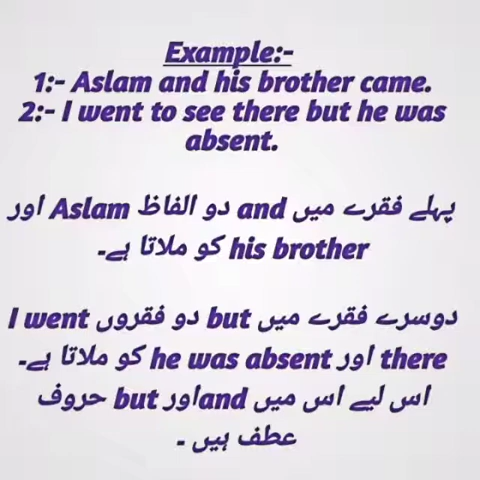 Example:-
1:- Aslam and his brother came.
2:- I went to see there but he was
absent.
پہلے فقرے میں and دو الفاظ Aslam اور
his brother کو ملاتا ہے۔
دوسرے فقرے میں but دو فقروں I went
there اور he was absent کو ملاتا ہے۔
اس لیے اس میں andاور but حروف
عطف ہیں ۔